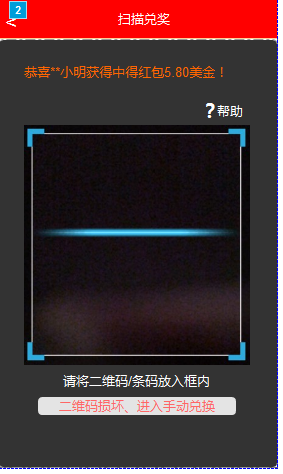 2
< 扫描兑奖
恭喜**小明获得中得红包5.80美金！
?帮助
请将二维码/条码放入框内
二维码损坏、进入手动兑换